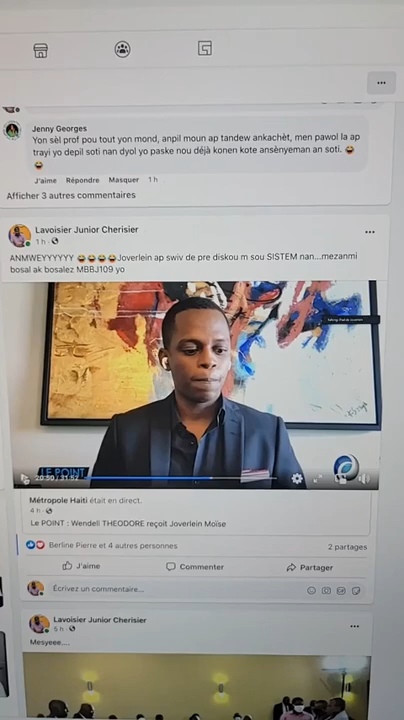 Jenny Georges
Yon sèl prof pou tout yon mond, anpil moun ap tandew ankachèt, men pawol la ap
trayi yo depil soti nan dyol yo paske nou déjà konen kote ansènyeman an soti. 😂
😂
J'aime Répondre Masquer 1 h
Afficher 3 autres commentaires
Lavoisier Junior Cherisier
1 h ·
ANMWEYYYYYY 😂😂😂😂Joverlein ap swiv de pre diskou m sou SISTEM nan...mezanmi
bosal ak bosalez MBBJ109 yo
LE POINT
20:50 / 31:52
Métropole Haiti était en direct.
4 h ·
Le POINT : Wendell THEODORE reçoit Joverlein Moïse
Berline Pierre et 4 autres personnes
2 partages
J'aime
Commenter
Partager
Écrivez un commentaire...
Lavoisier Junior Cherisier
5 h ·
Mesyeee....